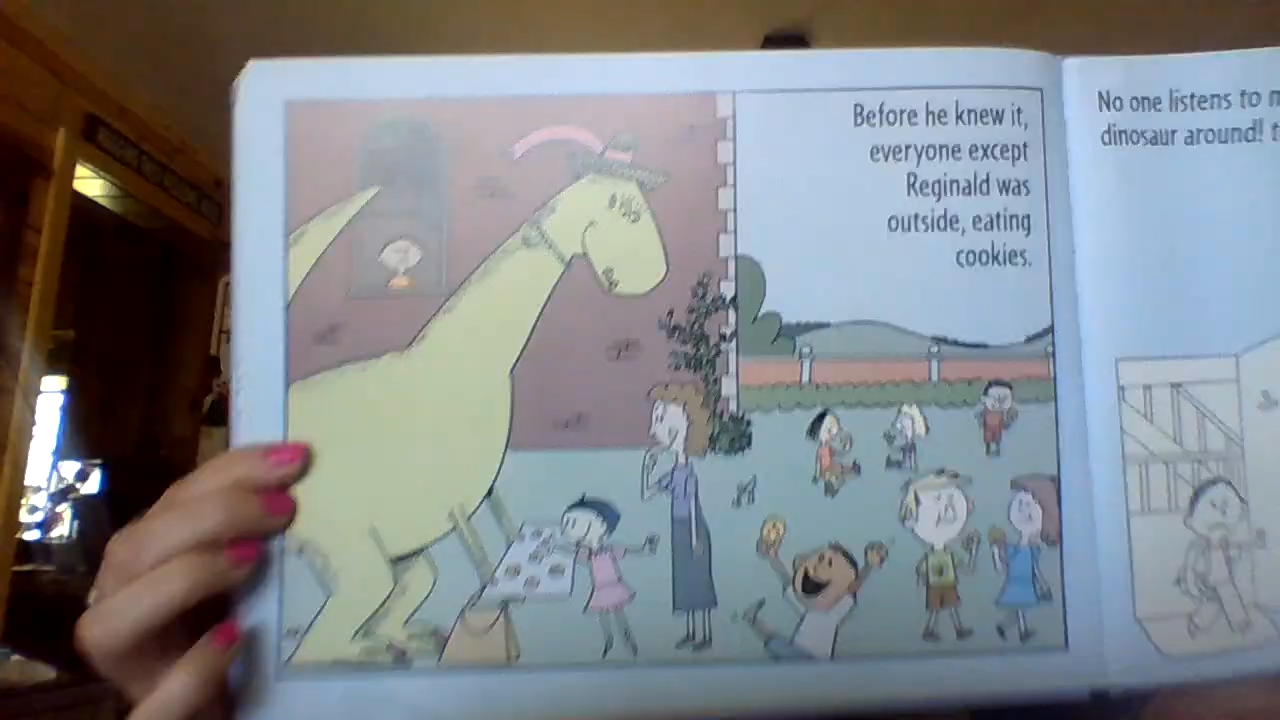 Before he knew it,
everyone except
Reginald was
outside, eating
cookies.
No one listens to
dinosaur around!